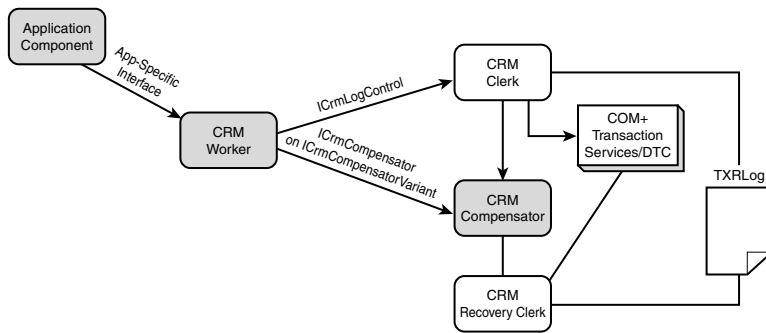 Application
Component
App-Specific
Interface
CRM
Worker
ICrmLogControl
ICrmCompensator
on ICrmCompensatorVariant
CRM
Clerk
COM+
Transaction
Services/DTC
TXRLog
CRM
Compensator
CRM
Recovery Clerk